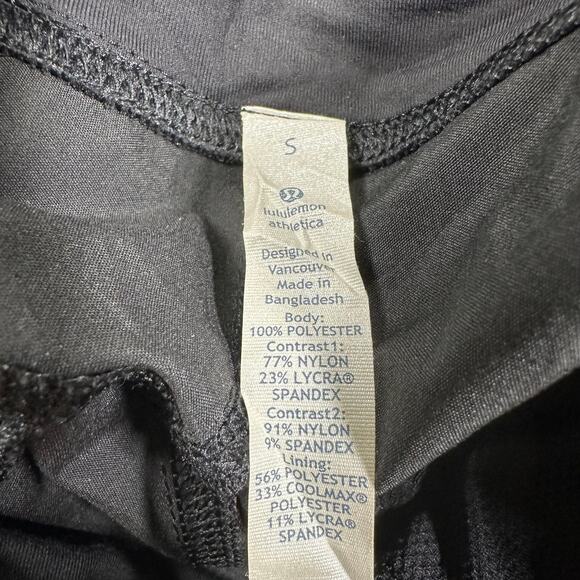 S
lululemon
athletica
Designed in
Vancouver
Made in
Bangladesh
Body:
100% POLYESTER
Contrast1:
77% NYLON
23% LYCRA®
SPANDEX
Contrast2:
91% NYLON
9% SPANDEX
Lining:
56% POLYESTER
33% COOLMAX®
POLYESTER
11% LYCRA®
SPANDEX